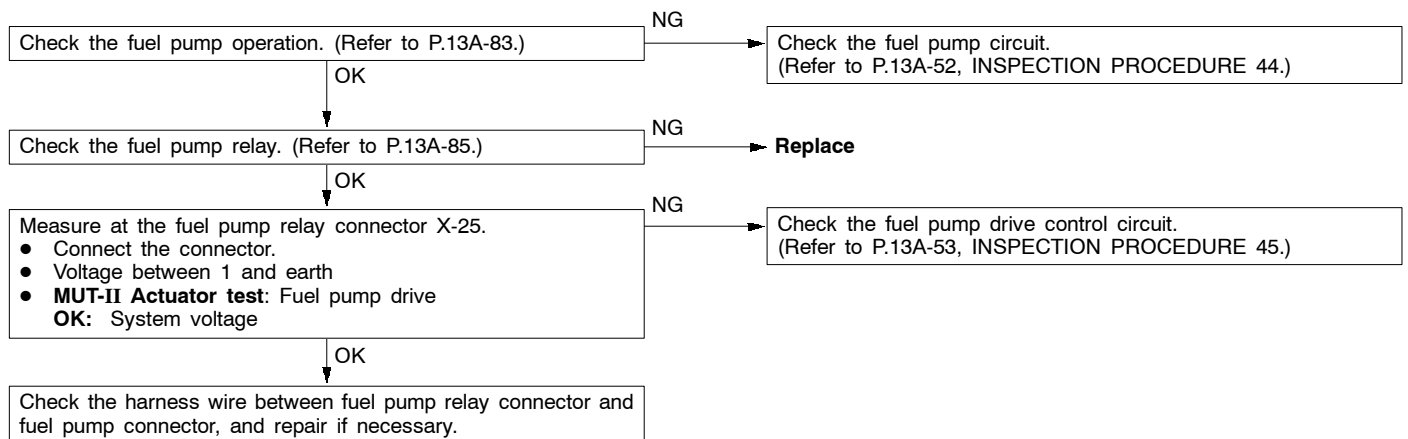 Check the fuel pump operation. (Refer to P.13A-83.)
NG
Check the fuel pump circuit.
(Refer to P.13A-52, INSPECTION PROCEDURE 44.)
OK
Check the fuel pump relay. (Refer to P.13A-85.)
NG
Replace
OK
Measure at the fuel pump relay connector X-25.
● Connect the connector.
● Voltage between 1 and earth
● MUT-II Actuator test: Fuel pump drive
OK: System voltage
NG
Check the fuel pump drive control circuit.
(Refer to P.13A-53, INSPECTION PROCEDURE 45.)
OK
Check the harness wire between fuel pump relay connector and
fuel pump connector, and repair if necessary.